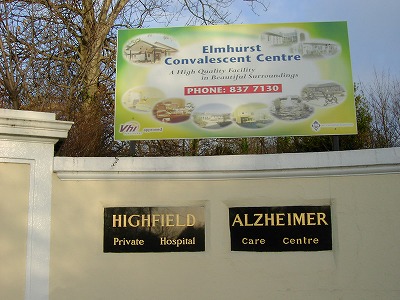 Elmhurst
Convalescent Centre
A High Quality Facility
in Beautiful Surroundings
PHONE: 837 7130
Vhi approved
HIGHFIELD
Private Hospital
ALZHEIMER
Care Centre